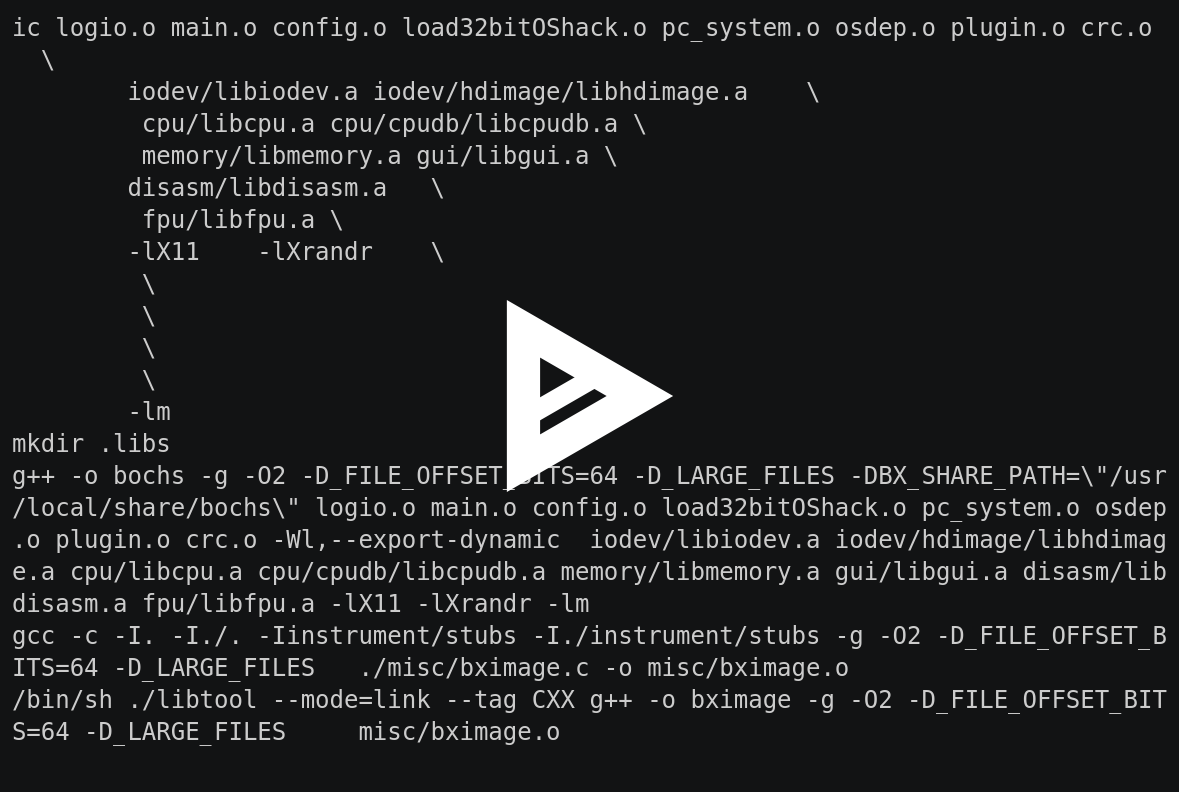 ic logio.o main.o config.o load32bitOShack.o pc_system.o osdep.o plugin.o crc.o
  \
        iodev/libiodev.a iodev/hdimage/libhdimage.a    \
         cpu/libcpu.a cpu/cpudb/libcpudb.a \
         memory/libmemory.a gui/libgui.a \
        disasm/libdisasm.a   \
         fpu/libfpu.a \
        -lX11    -lXrandr    \
         \
         \
         \
         \
        -lm
mkdir .libs
g++ -o bochs -g -O2 -D_FILE_OFFSET_BITS=64 -D_LARGE_FILES -DBX_SHARE_PATH=\"/usr
/local/share/bochs\" logio.o main.o config.o load32bitOShack.o pc_system.o osdep
.o plugin.o crc.o -Wl,--export-dynamic  iodev/libiodev.a iodev/hdimage/libhdimag
e.a cpu/libcpu.a cpu/cpudb/libcpudb.a memory/libmemory.a gui/libgui.a disasm/lib
disasm.a fpu/libfpu.a -lX11 -lXrandr -lm
gcc -c -I. -I./. -Iinstrument/stubs -I./instrument/stubs -g -O2 -D_FILE_OFFSET_B
ITS=64 -D_LARGE_FILES   ./misc/bximage.c -o misc/bximage.o
/bin/sh ./libtool --mode=link --tag CXX g++ -o bximage -g -O2 -D_FILE_OFFSET_BIT
S=64 -D_LARGE_FILES     misc/bximage.o